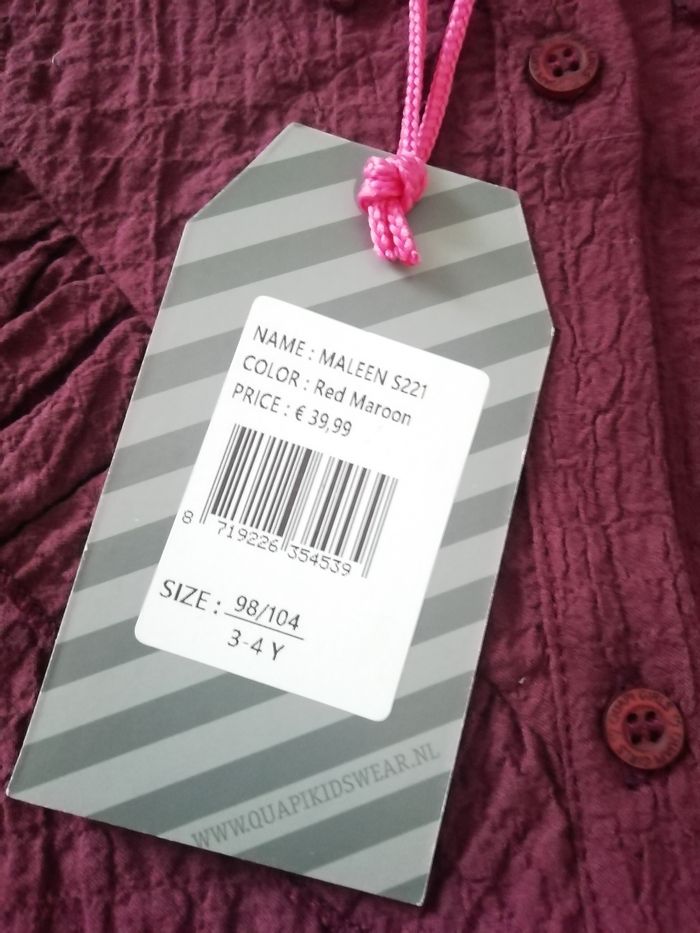 NAME : MALEEN S221
COLOR : Red Maroon
PRICE : € 39,99
8 719226 354539
SIZE : 98/104
3-4 Y
WWW.QUAPIKIDSWEAR.NL